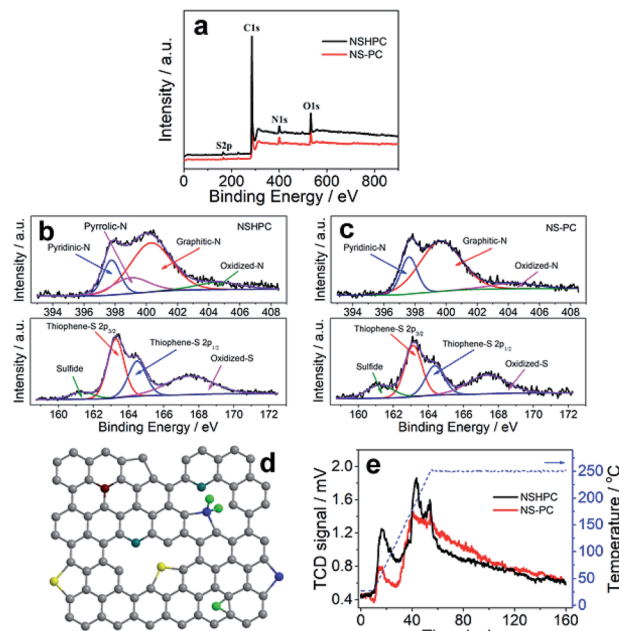 a
C1s
NSHPC
NS-PC
O1s
N1s
S2p
Intensity / a.u.
0 200 400 600 800
Binding Energy / eV
b
Pyrrolic-N
NSHPC
Pyridinic-N
Graphitic-N
Oxidized-N
Intensity / a.u.
394 396 398 400 402 404 406 408
Thiophene-S 2p3/2
Thiophene-S 2p1/2
Sulfide
Oxidized-S
Intensity / a.u.
160 162 164 166 168 170 172
Binding Energy / eV
c
NS-PC
Pyridinic-N
Graphitic-N
Oxidized-N
Intensity / a.u.
394 396 398 400 402 404 406 408
Thiophene-S 2p3/2
Thiophene-S 2p1/2
Sulfide
Oxidized-S
Intensity / a.u.
160 162 164 166 168 170 172
Binding Energy / eV
d
e
NSHPC
NS-PC
TCD signal / mV
2.0
1.6
1.2
0.8
0.4
0 40 80 120 160
250
200
150
100
50
0
Temperature / °C